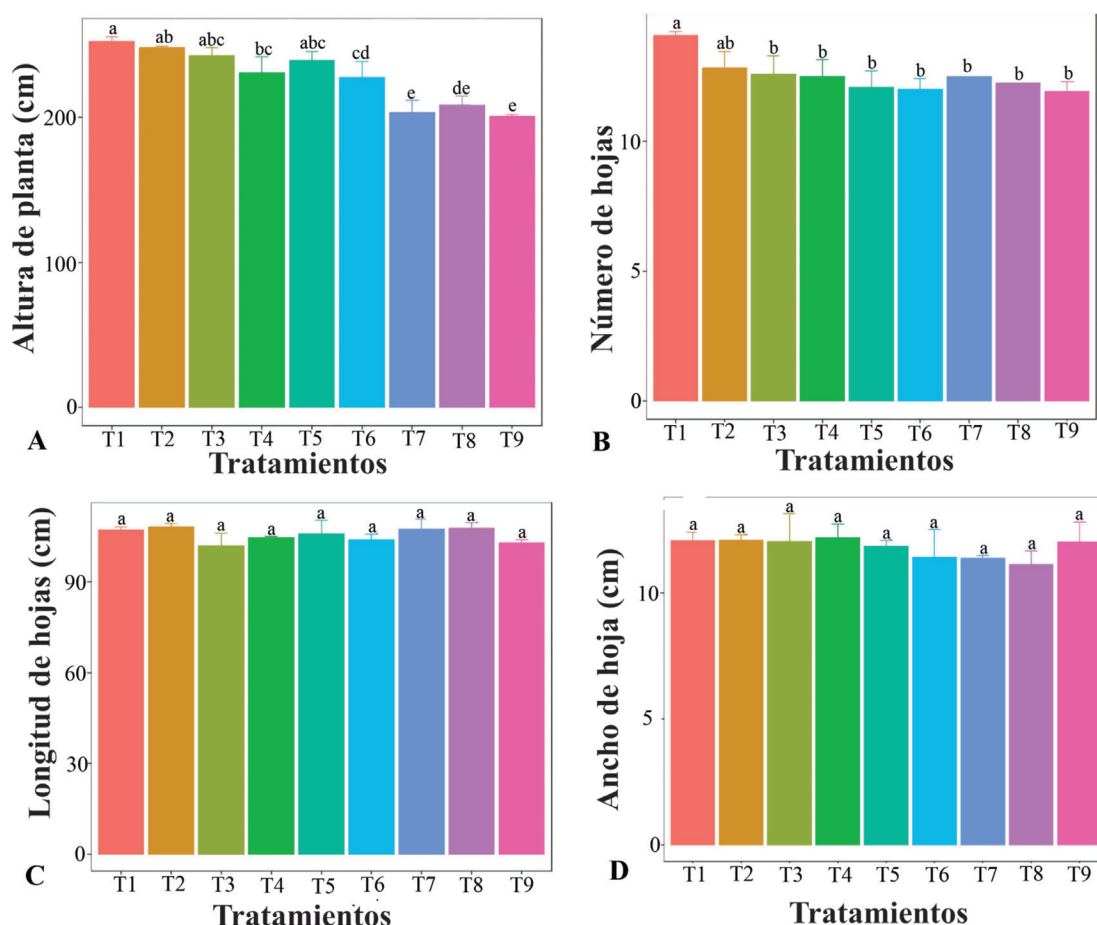 a ab abc bc abc cd e de e
Altura de planta (cm)
200
100
0
T1 T2 T3 T4 T5 T6 T7 T8 T9
A
Tratamientos
a ab b b b b b b b
Número de hojas
10
5
0
T1 T2 T3 T4 T5 T6 T7 T8 T9
B
Tratamientos
a a a a a a a a a
Longitud de hojas (cm)
90
60
30
0
T1 T2 T3 T4 T5 T6 T7 T8 T9
C
Tratamientos
a a a a a a a a a
Ancho de hoja (cm)
10
5
0
T1 T2 T3 T4 T5 T6 T7 T8 T9
D
Tratamientos